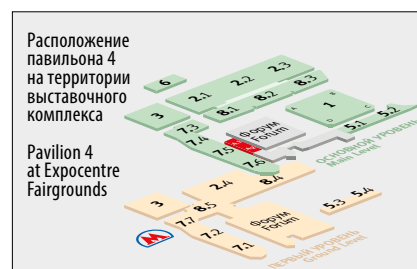 Расположение
павильона 4
на территории
выставочного
комплекса
Pavilion 4
at Expocentre
Fairgrounds
6
2.1
2.2
2.3
3
8.1
8.2
8.3
7.3
7.4
7.5
7.6
Форум
Forum
1
A
B
C
D
5.1
5.2
ОСНОВНОЙ УРОВЕНЬ
Main Level
3
2.4
8.4
8.5
7.7
7.2
7.1
Форум
Forum
5.3
5.4
ПЕРВЫЙ УРОВЕНЬ
Ground Level
М